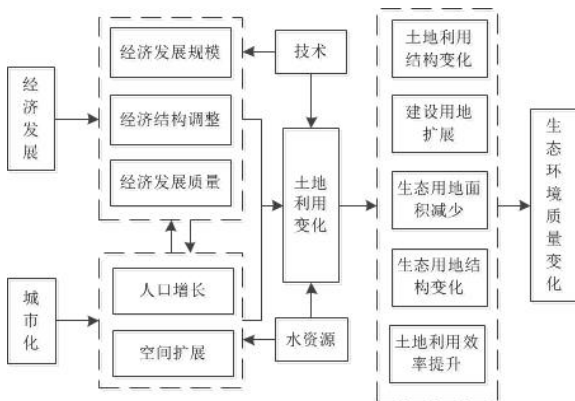 经济发展
经济发展规模
经济结构调整
经济发展质量
城市化
人口增长
空间扩展
技术
土地
利用
变化
水资源
土地利用
结构变化
建设用地
扩展
生态用地面
积减少
生态用地结
构变化
土地利用效
率提升
生态环境质量变化